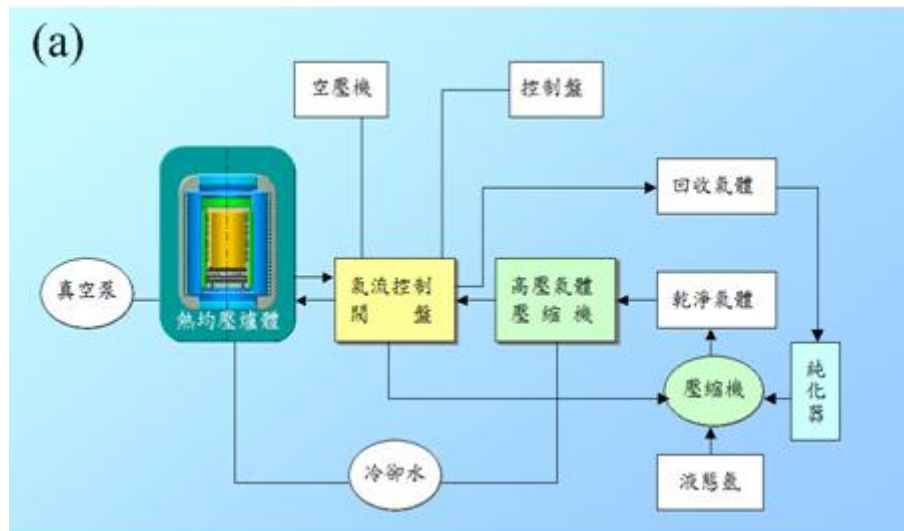 (a)
空壓機
控制盤
回收氣體
真空泵
熱均壓爐體
氣流控制
閥盤
高壓氣體
壓縮機
乾淨氣體
壓縮機
純化器
冷卻水
液態氬